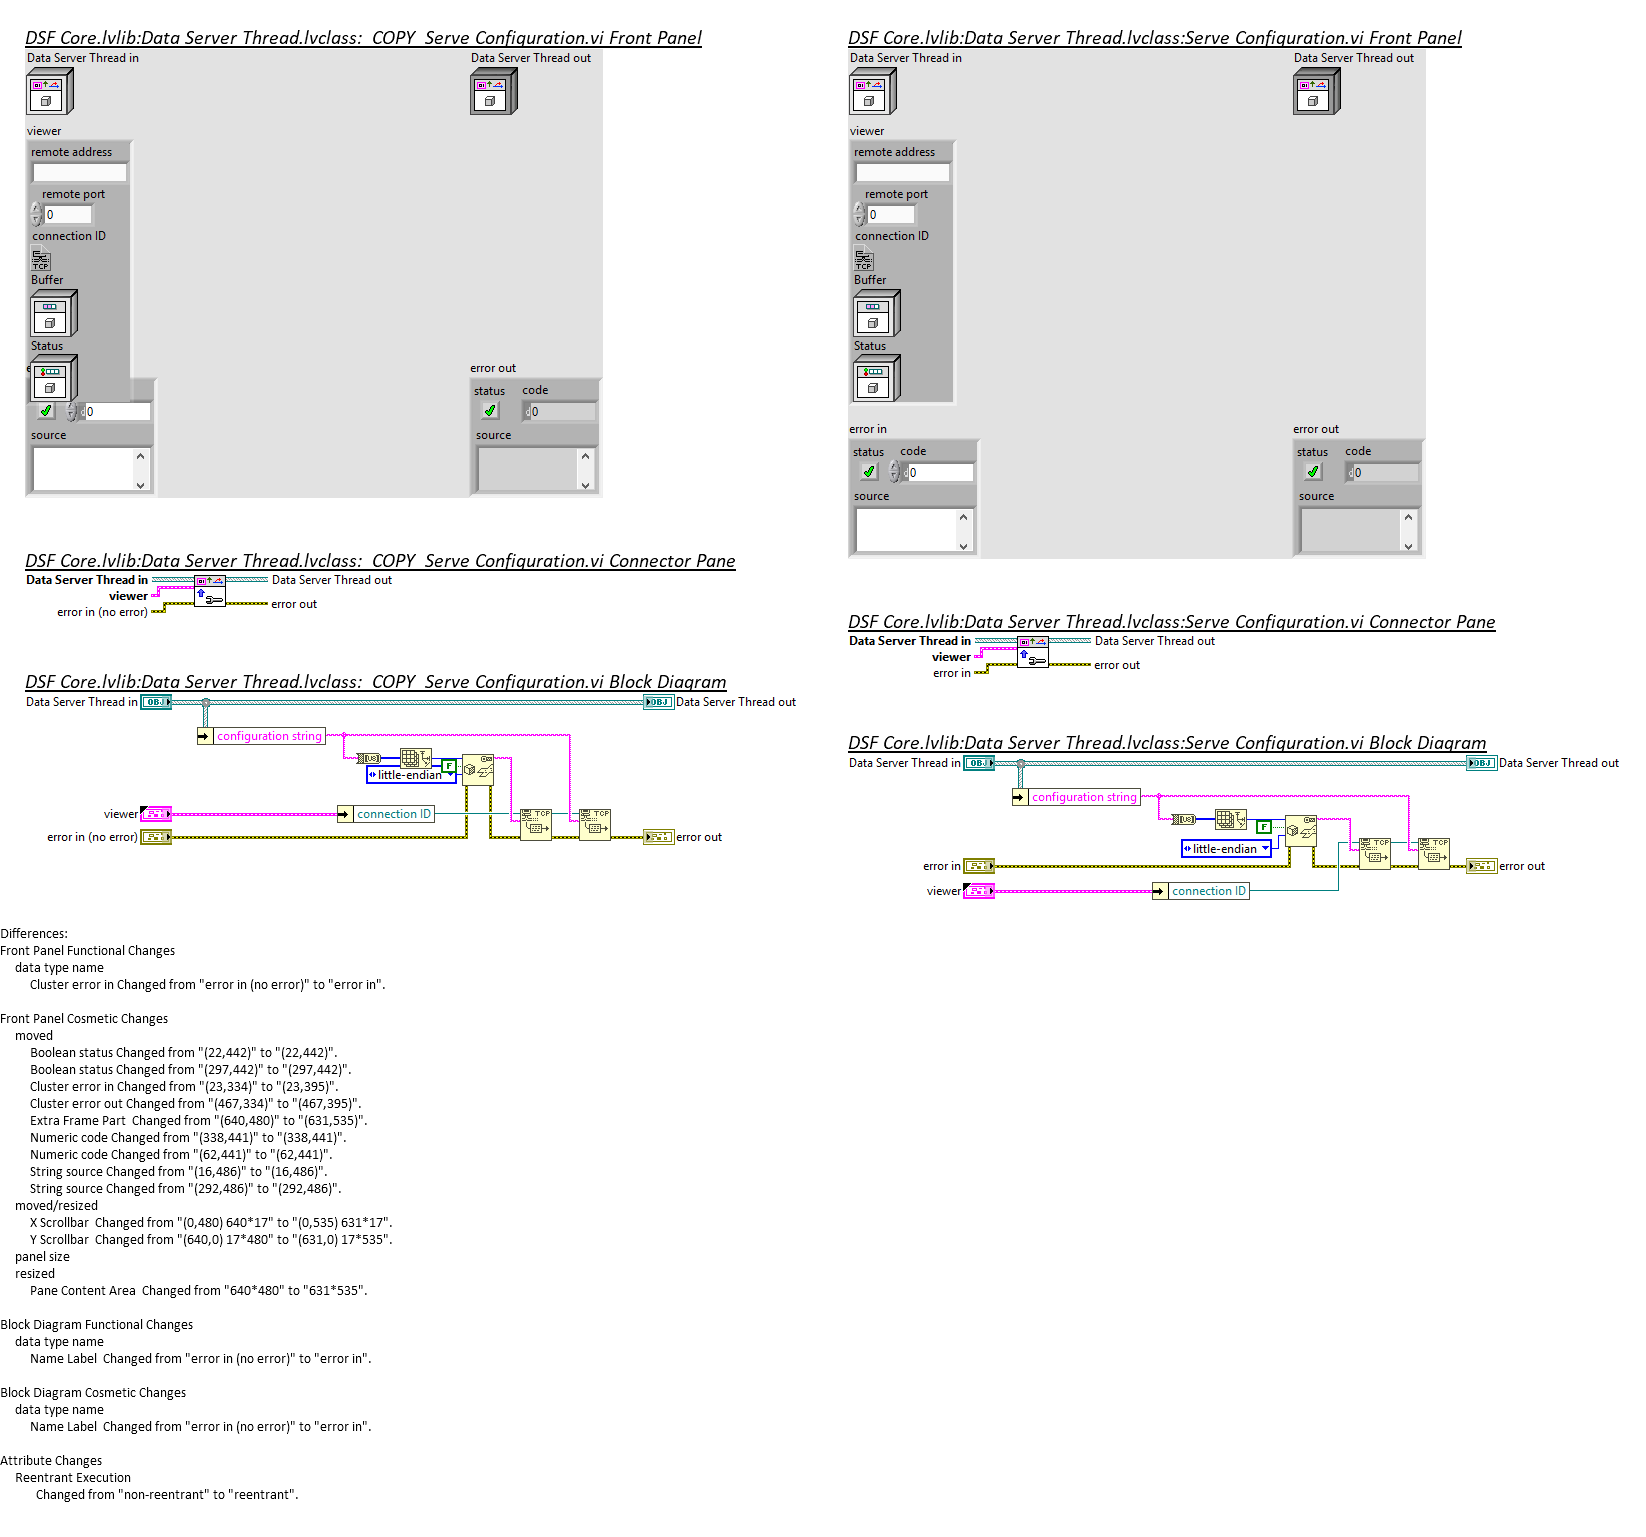 DSF Core.lvlib:Data Server Thread.lvclass:_COPY_Serve Configuration.vi Front Panel
Data Server Thread in
Data Server Thread out
viewer
remote address
remote port
0
connection ID
TCP
Buffer
Status
error out
status
code
0
d0
d0
source
source
DSF Core.lvlib:Data Server Thread.lvclass:_COPY_Serve Configuration.vi Connector Pane
Data Server Thread in
Data Server Thread out
viewer
error in (no error)
error out
DSF Core.lvlib:Data Server Thread.lvclass:_COPY_Serve Configuration.vi Block Diagram
Data Server Thread in
OBJ
OBJ
Data Server Thread out
configuration string
[U8]
F
little-endian
viewer
connection ID
TCP
TCP
error in (no error)
error out
DSF Core.lvlib:Data Server Thread.lvclass:Serve Configuration.vi Front Panel
Data Server Thread in
Data Server Thread out
viewer
remote address
remote port
0
connection ID
TCP
Buffer
Status
error in
error out
status
code
status
code
d0
d0
source
source
DSF Core.lvlib:Data Server Thread.lvclass:Serve Configuration.vi Connector Pane
Data Server Thread in
Data Server Thread out
viewer
error in
error out
DSF Core.lvlib:Data Server Thread.lvclass:Serve Configuration.vi Block Diagram
Data Server Thread in
OBJ
OBJ
Data Server Thread out
configuration string
[U8]
F
little-endian
TCP
TCP
error in
error out
viewer
connection ID
Differences:
Front Panel Functional Changes
data type name
Cluster error in Changed from "error in (no error)" to "error in".
Front Panel Cosmetic Changes
moved
Boolean status Changed from "(22,442)" to "(22,442)".
Boolean status Changed from "(297,442)" to "(297,442)".
Cluster error in Changed from "(23,334)" to "(23,395)".
Cluster error out Changed from "(467,334)" to "(467,395)".
Extra Frame Part  Changed from "(640,480)" to "(631,535)".
Numeric code Changed from "(338,441)" to "(338,441)".
Numeric code Changed from "(62,441)" to "(62,441)".
String source Changed from "(16,486)" to "(16,486)".
String source Changed from "(292,486)" to "(292,486)".
moved/resized
X Scrollbar  Changed from "(0,480) 640*17" to "(0,535) 631*17".
Y Scrollbar  Changed from "(640,0) 17*480" to "(631,0) 17*535".
panel size
resized
Pane Content Area  Changed from "640*480" to "631*535".
Block Diagram Functional Changes
data type name
Name Label  Changed from "error in (no error)" to "error in".
Block Diagram Cosmetic Changes
data type name
Name Label  Changed from "error in (no error)" to "error in".
Attribute Changes
Reentrant Execution
Changed from "non-reentrant" to "reentrant".